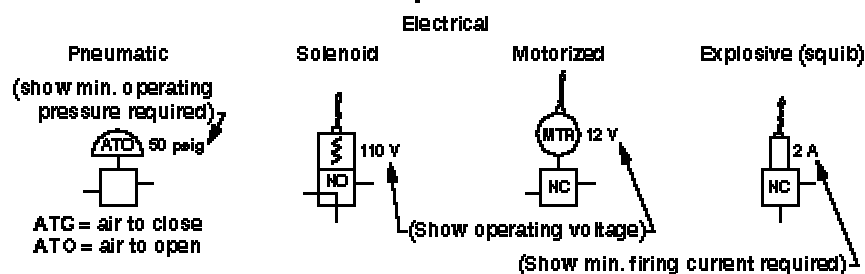 Electrical
Pneumatic
Solenoid
Motorized
Explosive (squib)
(show min. operating
pressure required)
ATO
50 psig
110 V
NO
MTR
12 V
NC
2 A
NC
ATC = air to close
ATO = air to open
(Show operating voltage)
(Show min. firing current required)